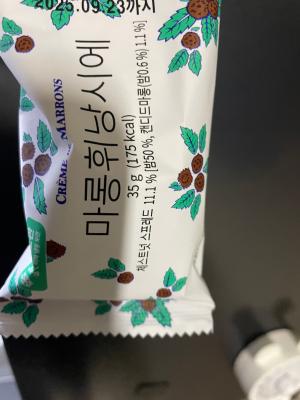 2025.09.23까지
CRÈME MARRONS
마롱휘낭시에
35 g (175 kcal)
체스트넛 스프레드 11.1 % [밤50 %, 캔디드마롱(밤0.6 %) 1.1 %]